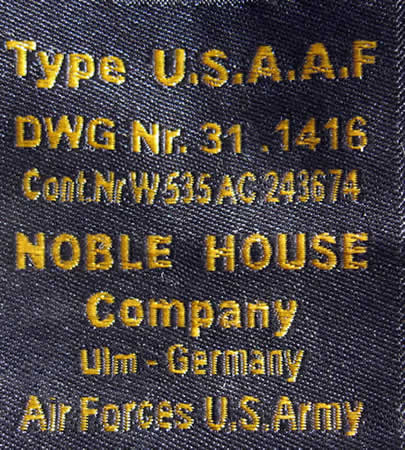 Type U.S.A.A.F
DWG Nr. 31 .1416
Cont.Nr W 535 AC 243674
NOBLE HOUSE
Company
Ulm - Germany
Air Forces U.S.Army